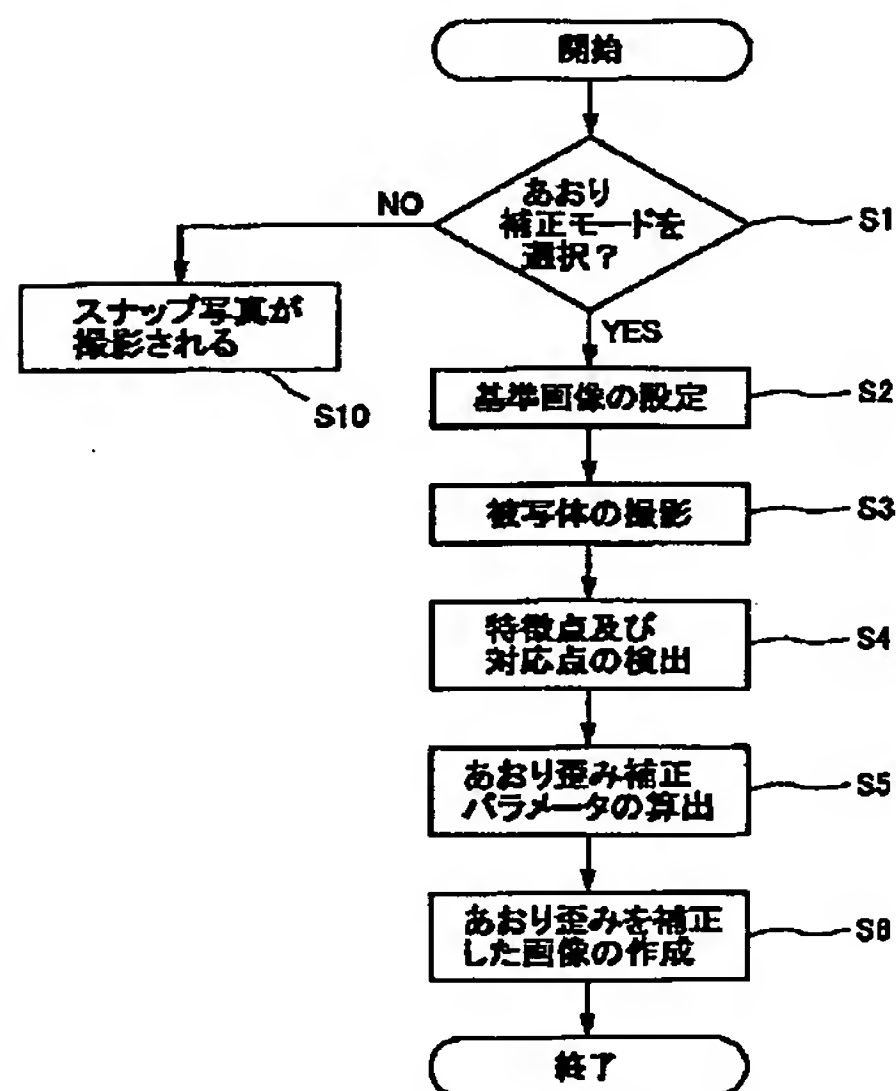 開始
あおり
補正モードを
選択？
S1
NO
YES
スナップ写真が
撮影される
S10
基準画像の設定
S2
被写体の撮影
S3
特徴点及び
対応点の検出
S4
あおり歪み補正
パラメータの算出
S5
あおり歪みを補正
した画像の作成
S6
終了